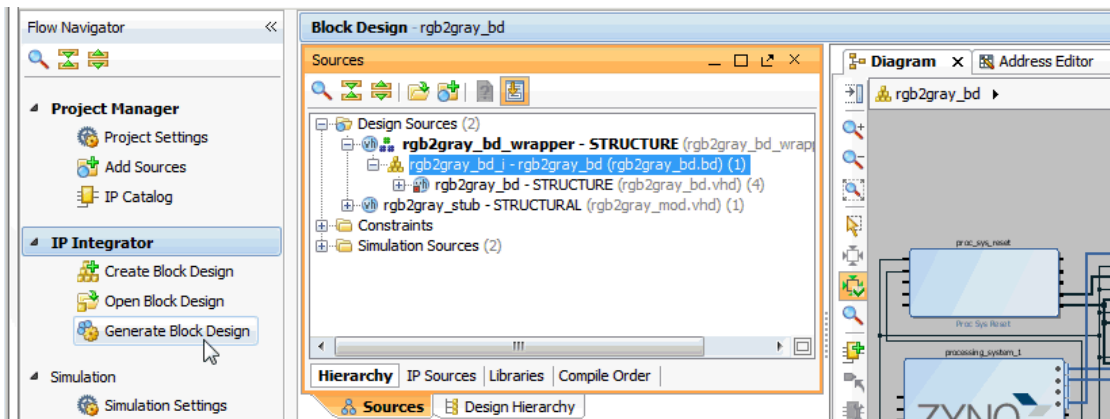 Flow Navigator
Project Manager
Project Settings
Add Sources
IP Catalog
IP Integrator
Create Block Design
Open Block Design
Generate Block Design
Simulation
Simulation Settings
Block Design - rgb2gray_bd
Sources
Design Sources (2)
rgb2gray_bd_wrapper - STRUCTURE (rgb2gray_bd_wrapp
rgb2gray_bd_i - rgb2gray_bd (rgb2gray_bd.bd) (1)
rgb2gray_bd - STRUCTURE (rgb2gray_bd.vhd) (4)
rgb2gray_stub - STRUCTURAL (rgb2gray_mod.vhd) (1)
Constraints
Simulation Sources (2)
Hierarchy IP Sources Libraries Compile Order
Sources Design Hierarchy
Diagram Address Editor
rgb2gray_bd
proc_sys_reset
Proc Sys Reset
processing_system_1
ZYNQ